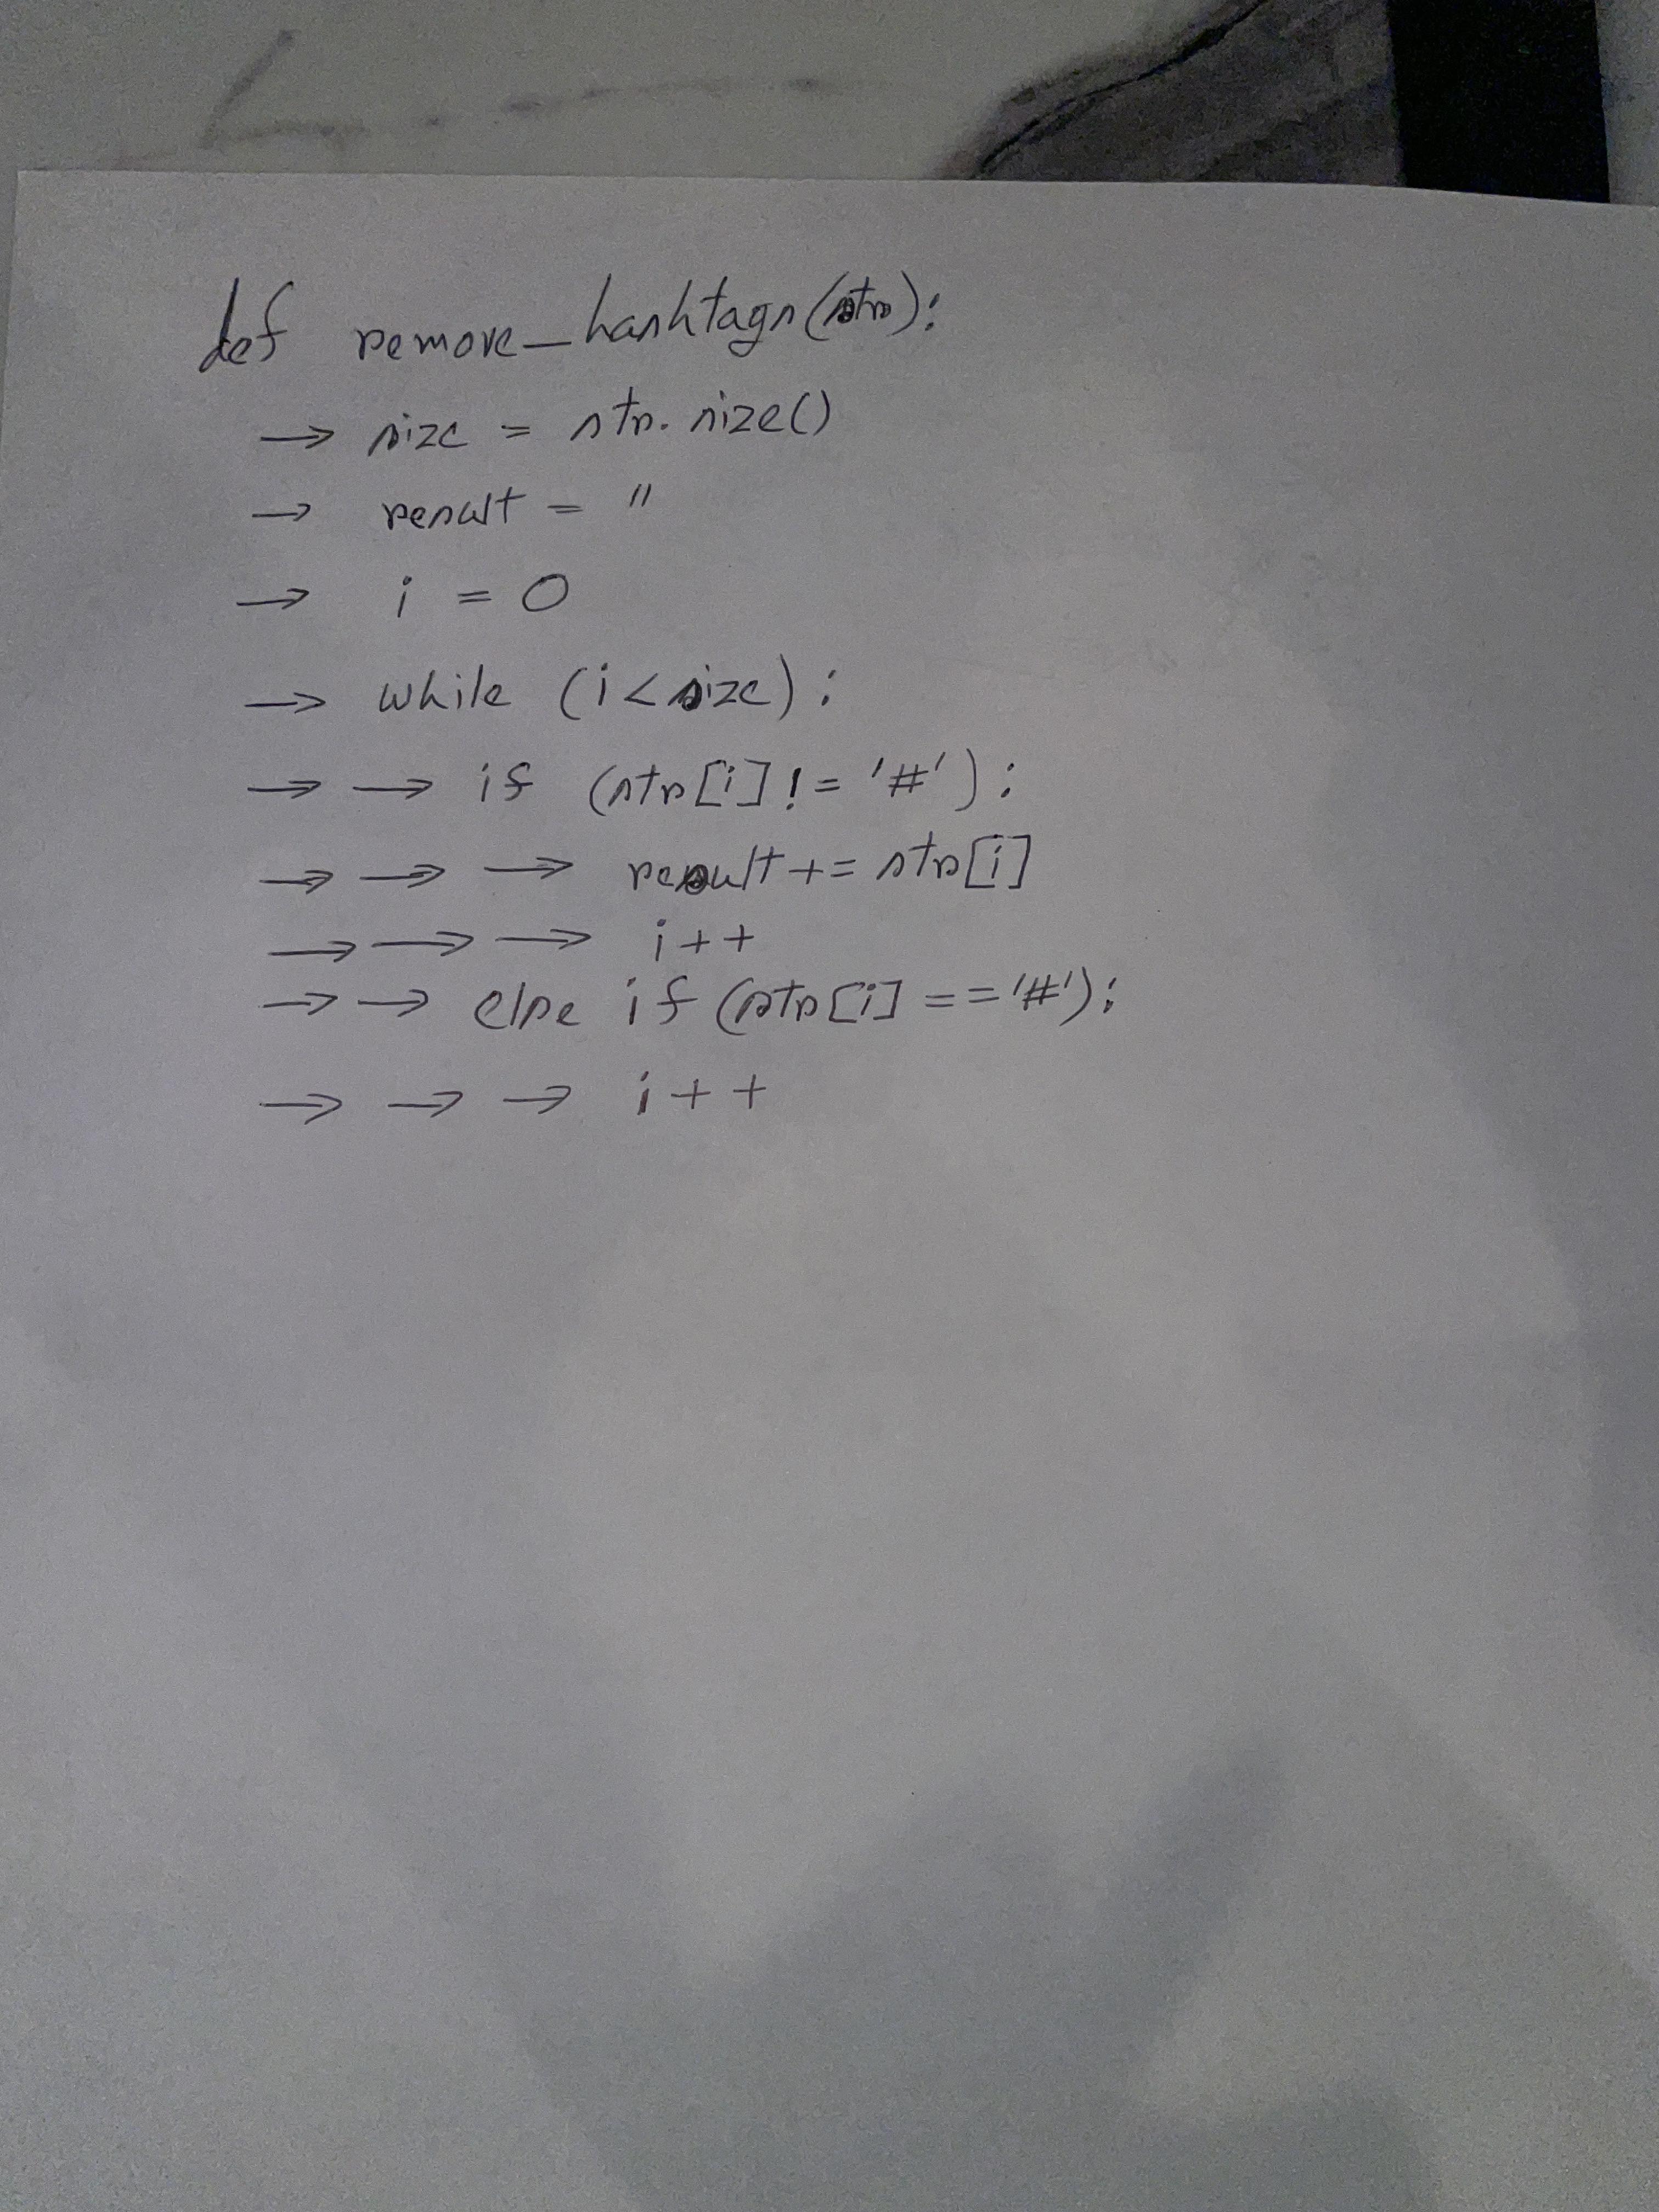 def remove_hashtags(str):
→ size = str.size()
→ result = ''
→ i = 0
→ while (i<size):
→ → if (str[i]!='#'):
→ → → result+=str[i]
→ → → i++
→ → else if (str[i]=='#'):
→ → → i++